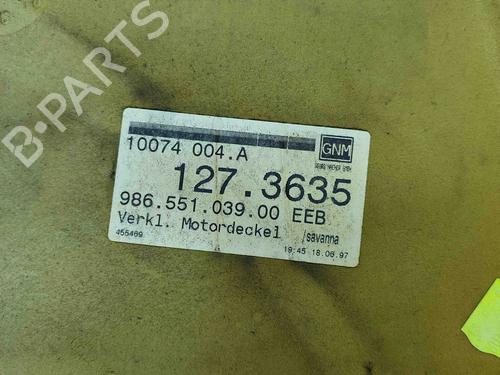 B-PARTS
10074 004.A
GNM
127.3635
986.551.039.00 EEB
Verkl. Motordeckel /savanna
455469
19:45 18.06.97